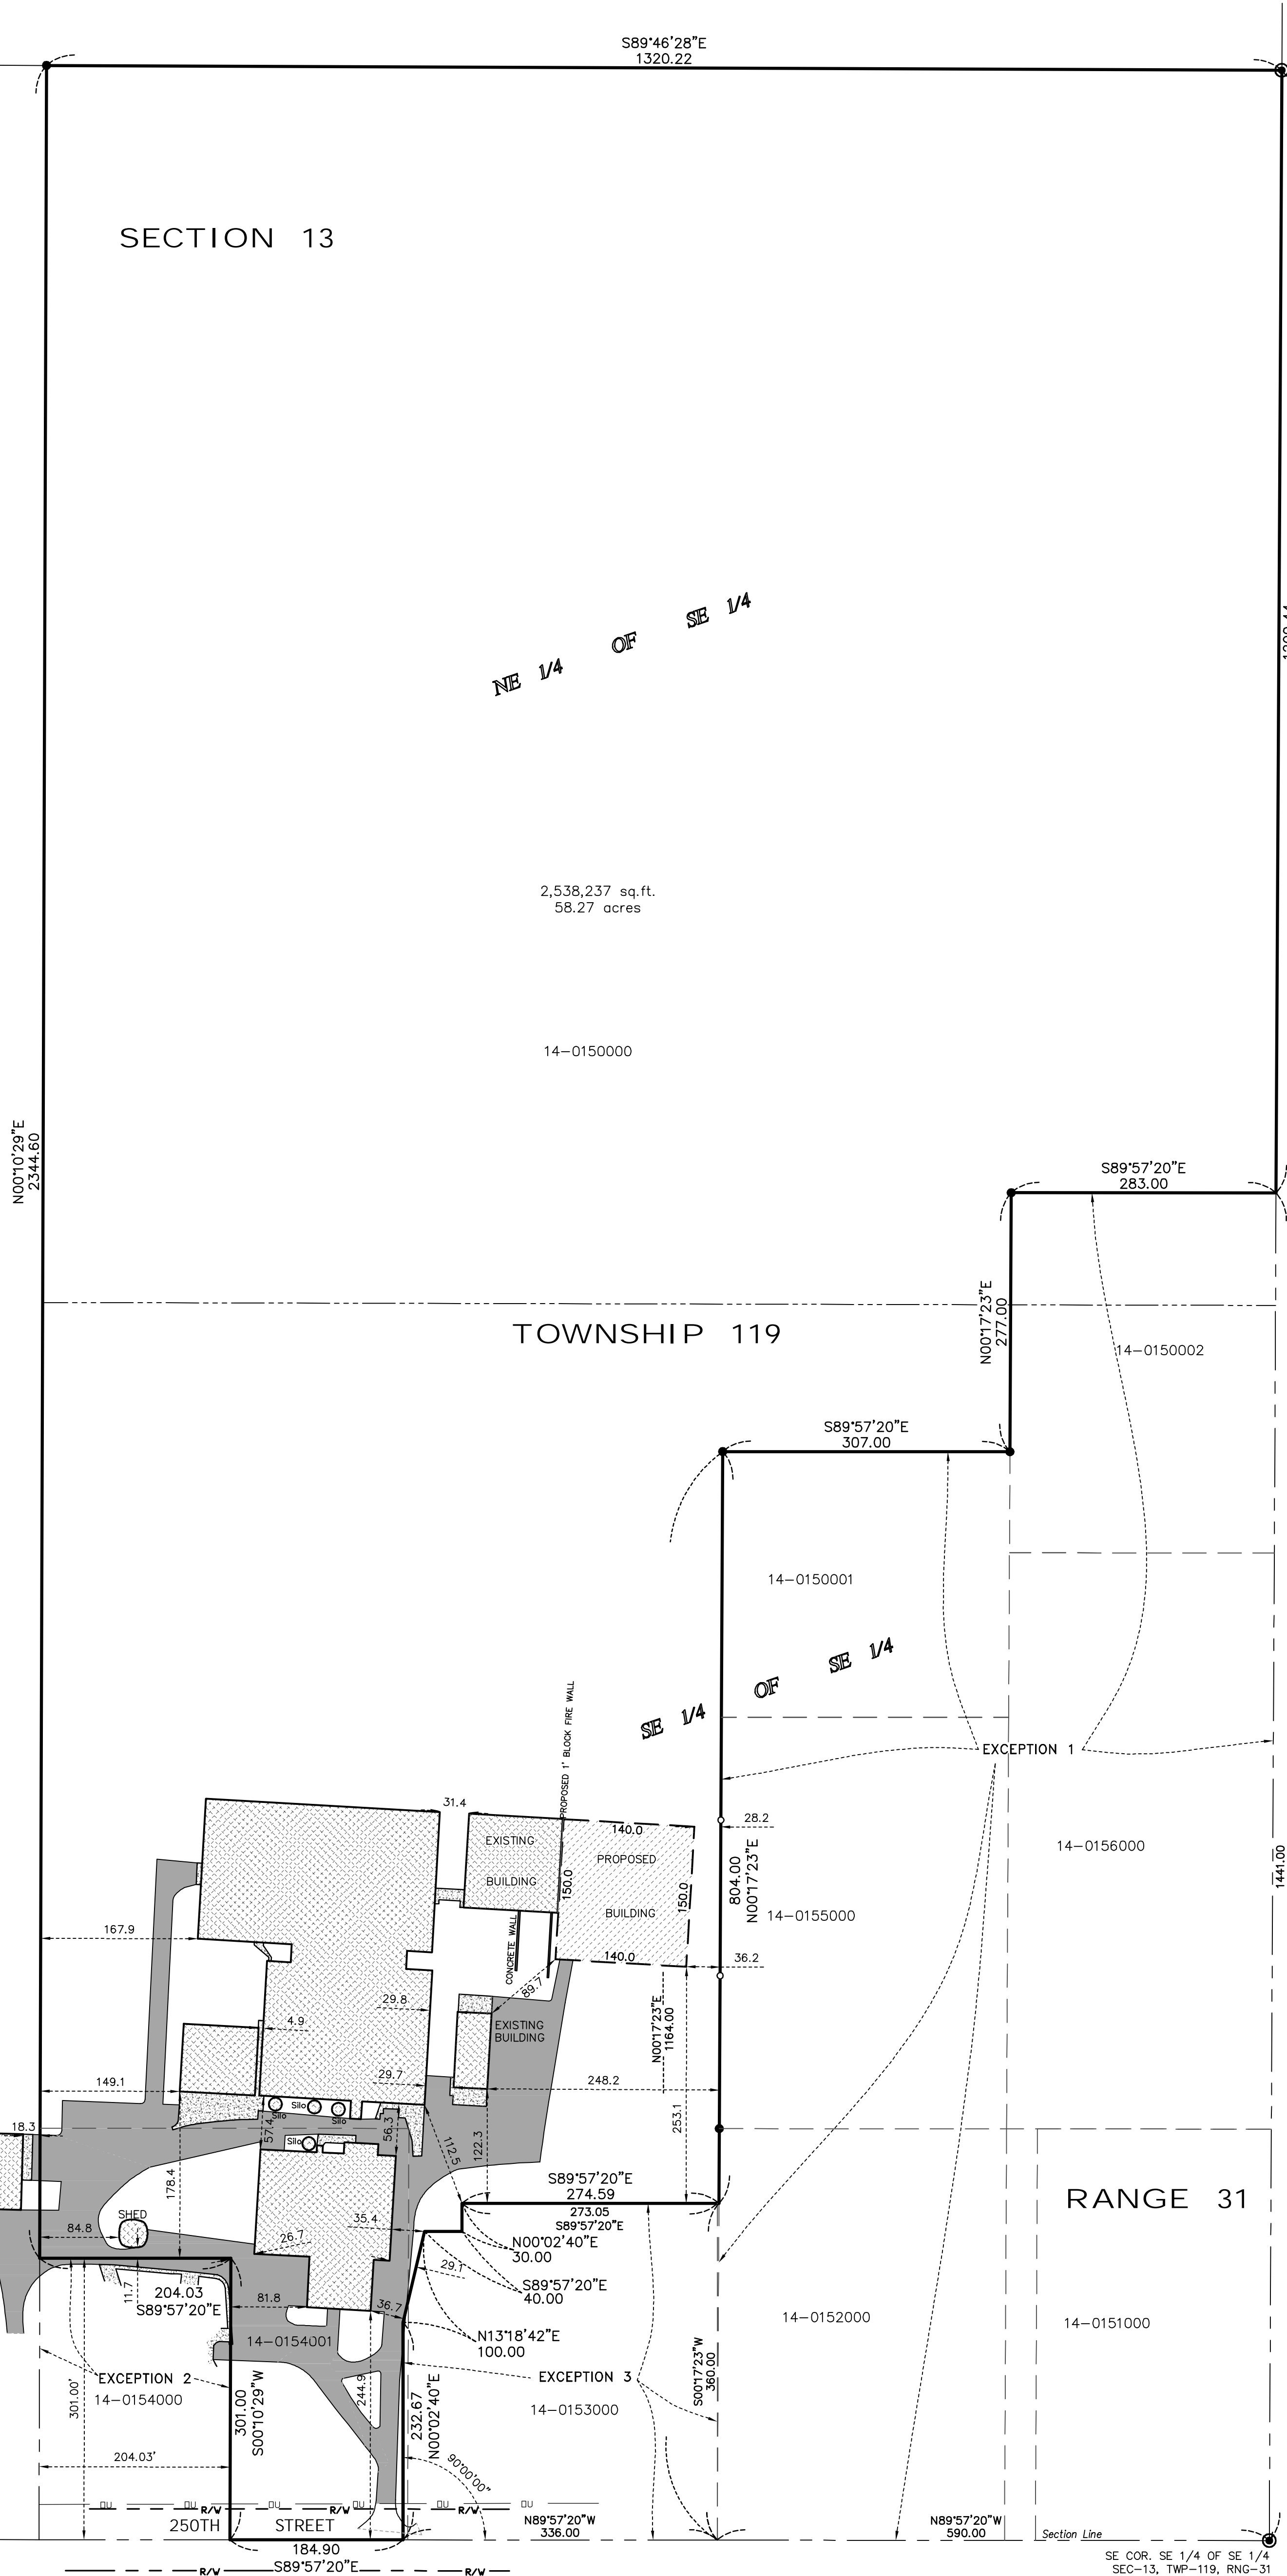 S89°46'28"E
1320.22
SECTION 13
NE 1/4 OF SE 1/4
2,538,237 sq.ft.
58.27 acres
14-0150000
N00°10'29"E
2344.60
S89°57'20"E
283.00
N00°17'23"E
277.00
TOWNSHIP 119
14-0150002
S89°57'20"E
307.00
14-0150001
SE 1/4 OF SE 1/4
EXCEPTION 1
PROPOSED 1' BLOCK FIRE WALL
31.4
EXISTING
BUILDING
140.0
PROPOSED
BUILDING
150.0
150.0
140.0
28.2
804.00
N00°17'23"E
14-0156000
1441.00
14-0155000
167.9
CONCRETE WALL
36.2
89.7
29.8
4.9
EXISTING
BUILDING
N00°17'23"E
1164.00
29.7
149.1
248.2
Silo
Silo
Silo
18.3
57.4
56.3
Silo
112.5
122.3
253.1
178.4
S89°57'20"E
274.59
273.05
S89°57'20"E
RANGE 31
SHED
84.8
35.4
26.7
N00°02'40"E
30.00
29.1
S89°57'20"E
40.00
11.7
204.03
S89°57'20"E
81.8
36.7
14-0152000
14-0151000
14-0154001
N13°18'42"E
100.00
EXCEPTION 2
14-0154000
EXCEPTION 3
14-0153000
301.00'
301.00
S00°10'29"W
244.9
232.67
N00°02'40"E
S00°17'23"W
360.00
204.03'
90°00'00"
OU OU OU OU OU OU
R/W R/W R/W
250TH STREET
N89°57'20"W
336.00
N89°57'20"W
590.00
Section Line
184.90
S89°57'20"E
R/W R/W
SE COR. SE 1/4 OF SE 1/4
SEC-13, TWP-119, RNG-31